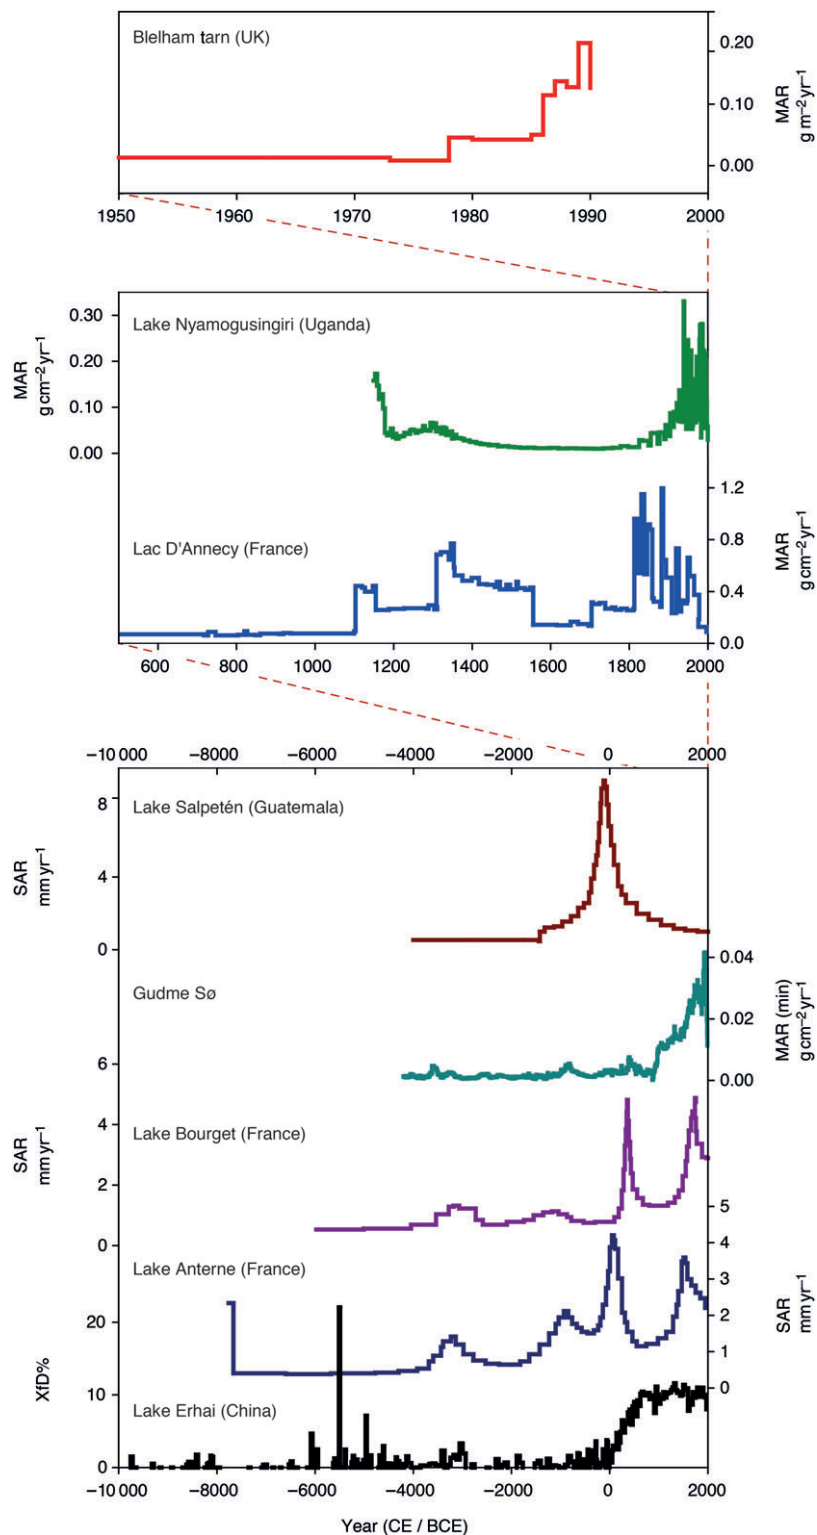 Blelham tarn (UK)
0.20
0.10
0.00
MAR
g m−2 yr−1
1950 1960 1970 1980 1990 2000
Lake Nyamogusingiri (Uganda)
0.30
0.20
0.10
0.00
MAR
g cm−2 yr−1
Lac D'Annecy (France)
1.2
0.8
0.4
0.0
MAR
g cm−2 yr−1
600 800 1000 1200 1400 1600 1800 2000
−10 000 −8000 −6000 −4000 −2000 0 2000
Lake Salpetén (Guatemala)
8
4
0
SAR
mm yr−1
Gudme Sø
0.04
0.02
0.00
MAR (min)
g cm−2 yr−1
Lake Bourget (France)
6
4
2
0
SAR
mm yr−1
Lake Anterne (France)
5
4
3
2
1
0
SAR
mm yr−1
Lake Erhai (China)
20
10
0
XfD%
−10 000 −8000 −6000 −4000 −2000 0 2000
Year (CE / BCE)